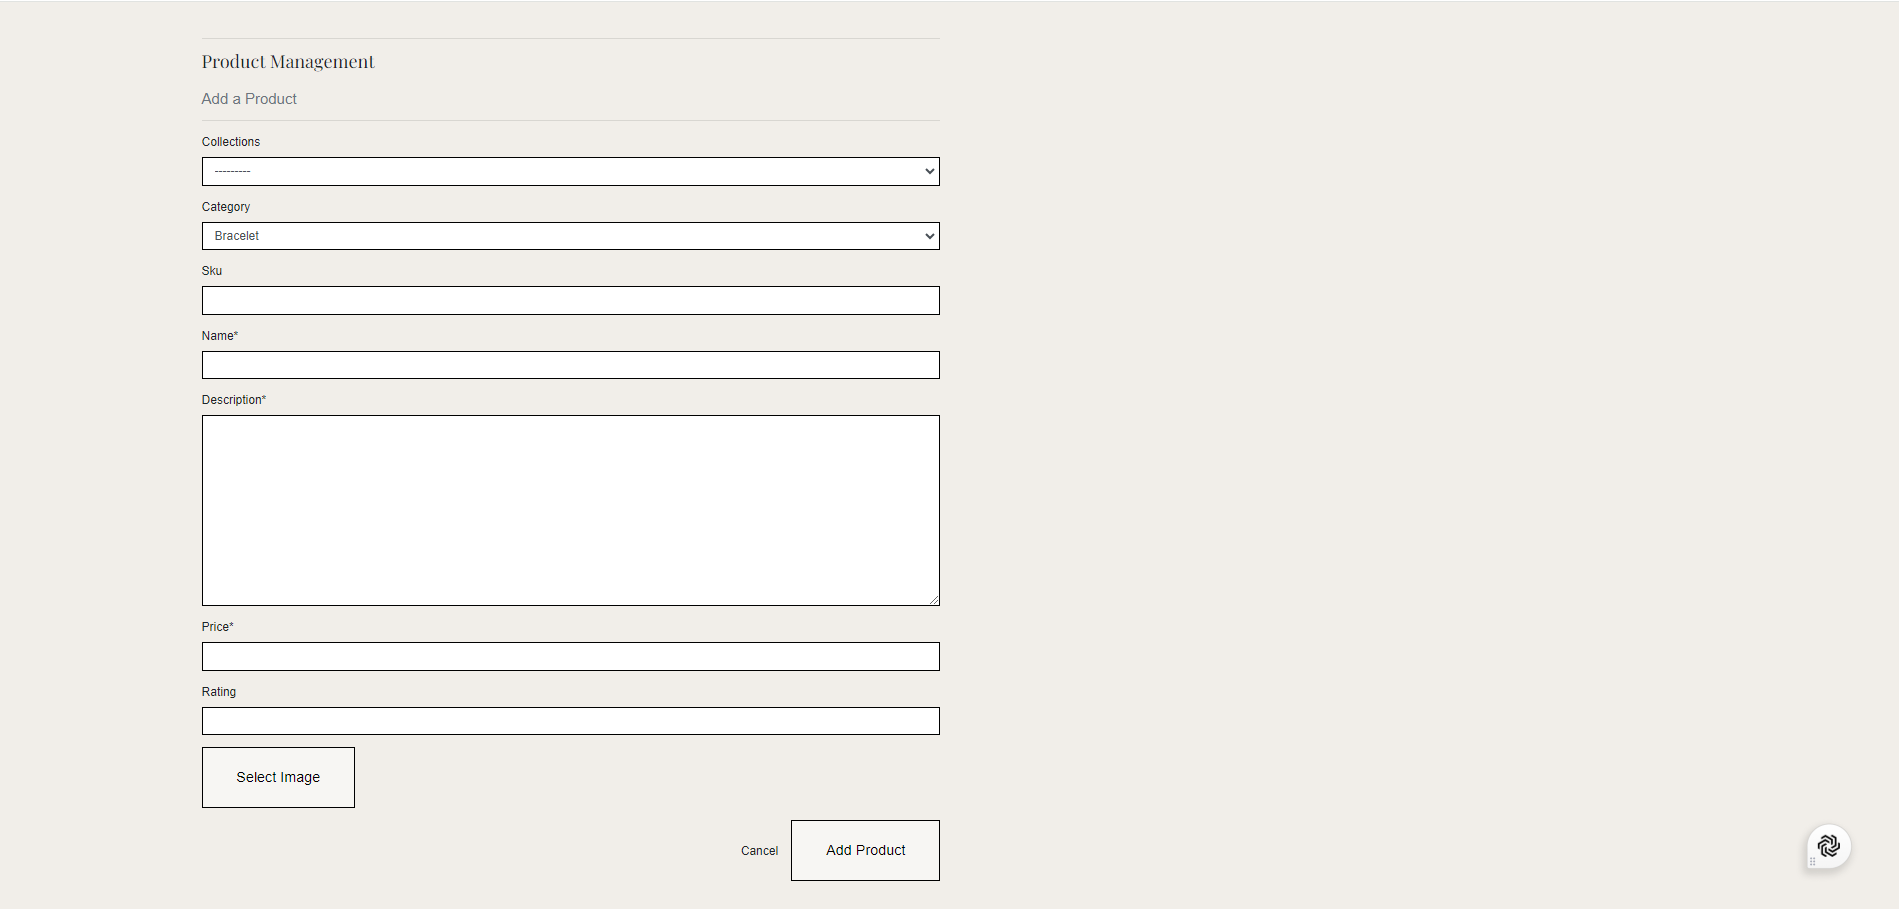 Product Management
Add a Product
Collections
---------
Category
Bracelet
Sku
Name*
Description*
Price*
Rating
Select Image
Cancel
Add Product